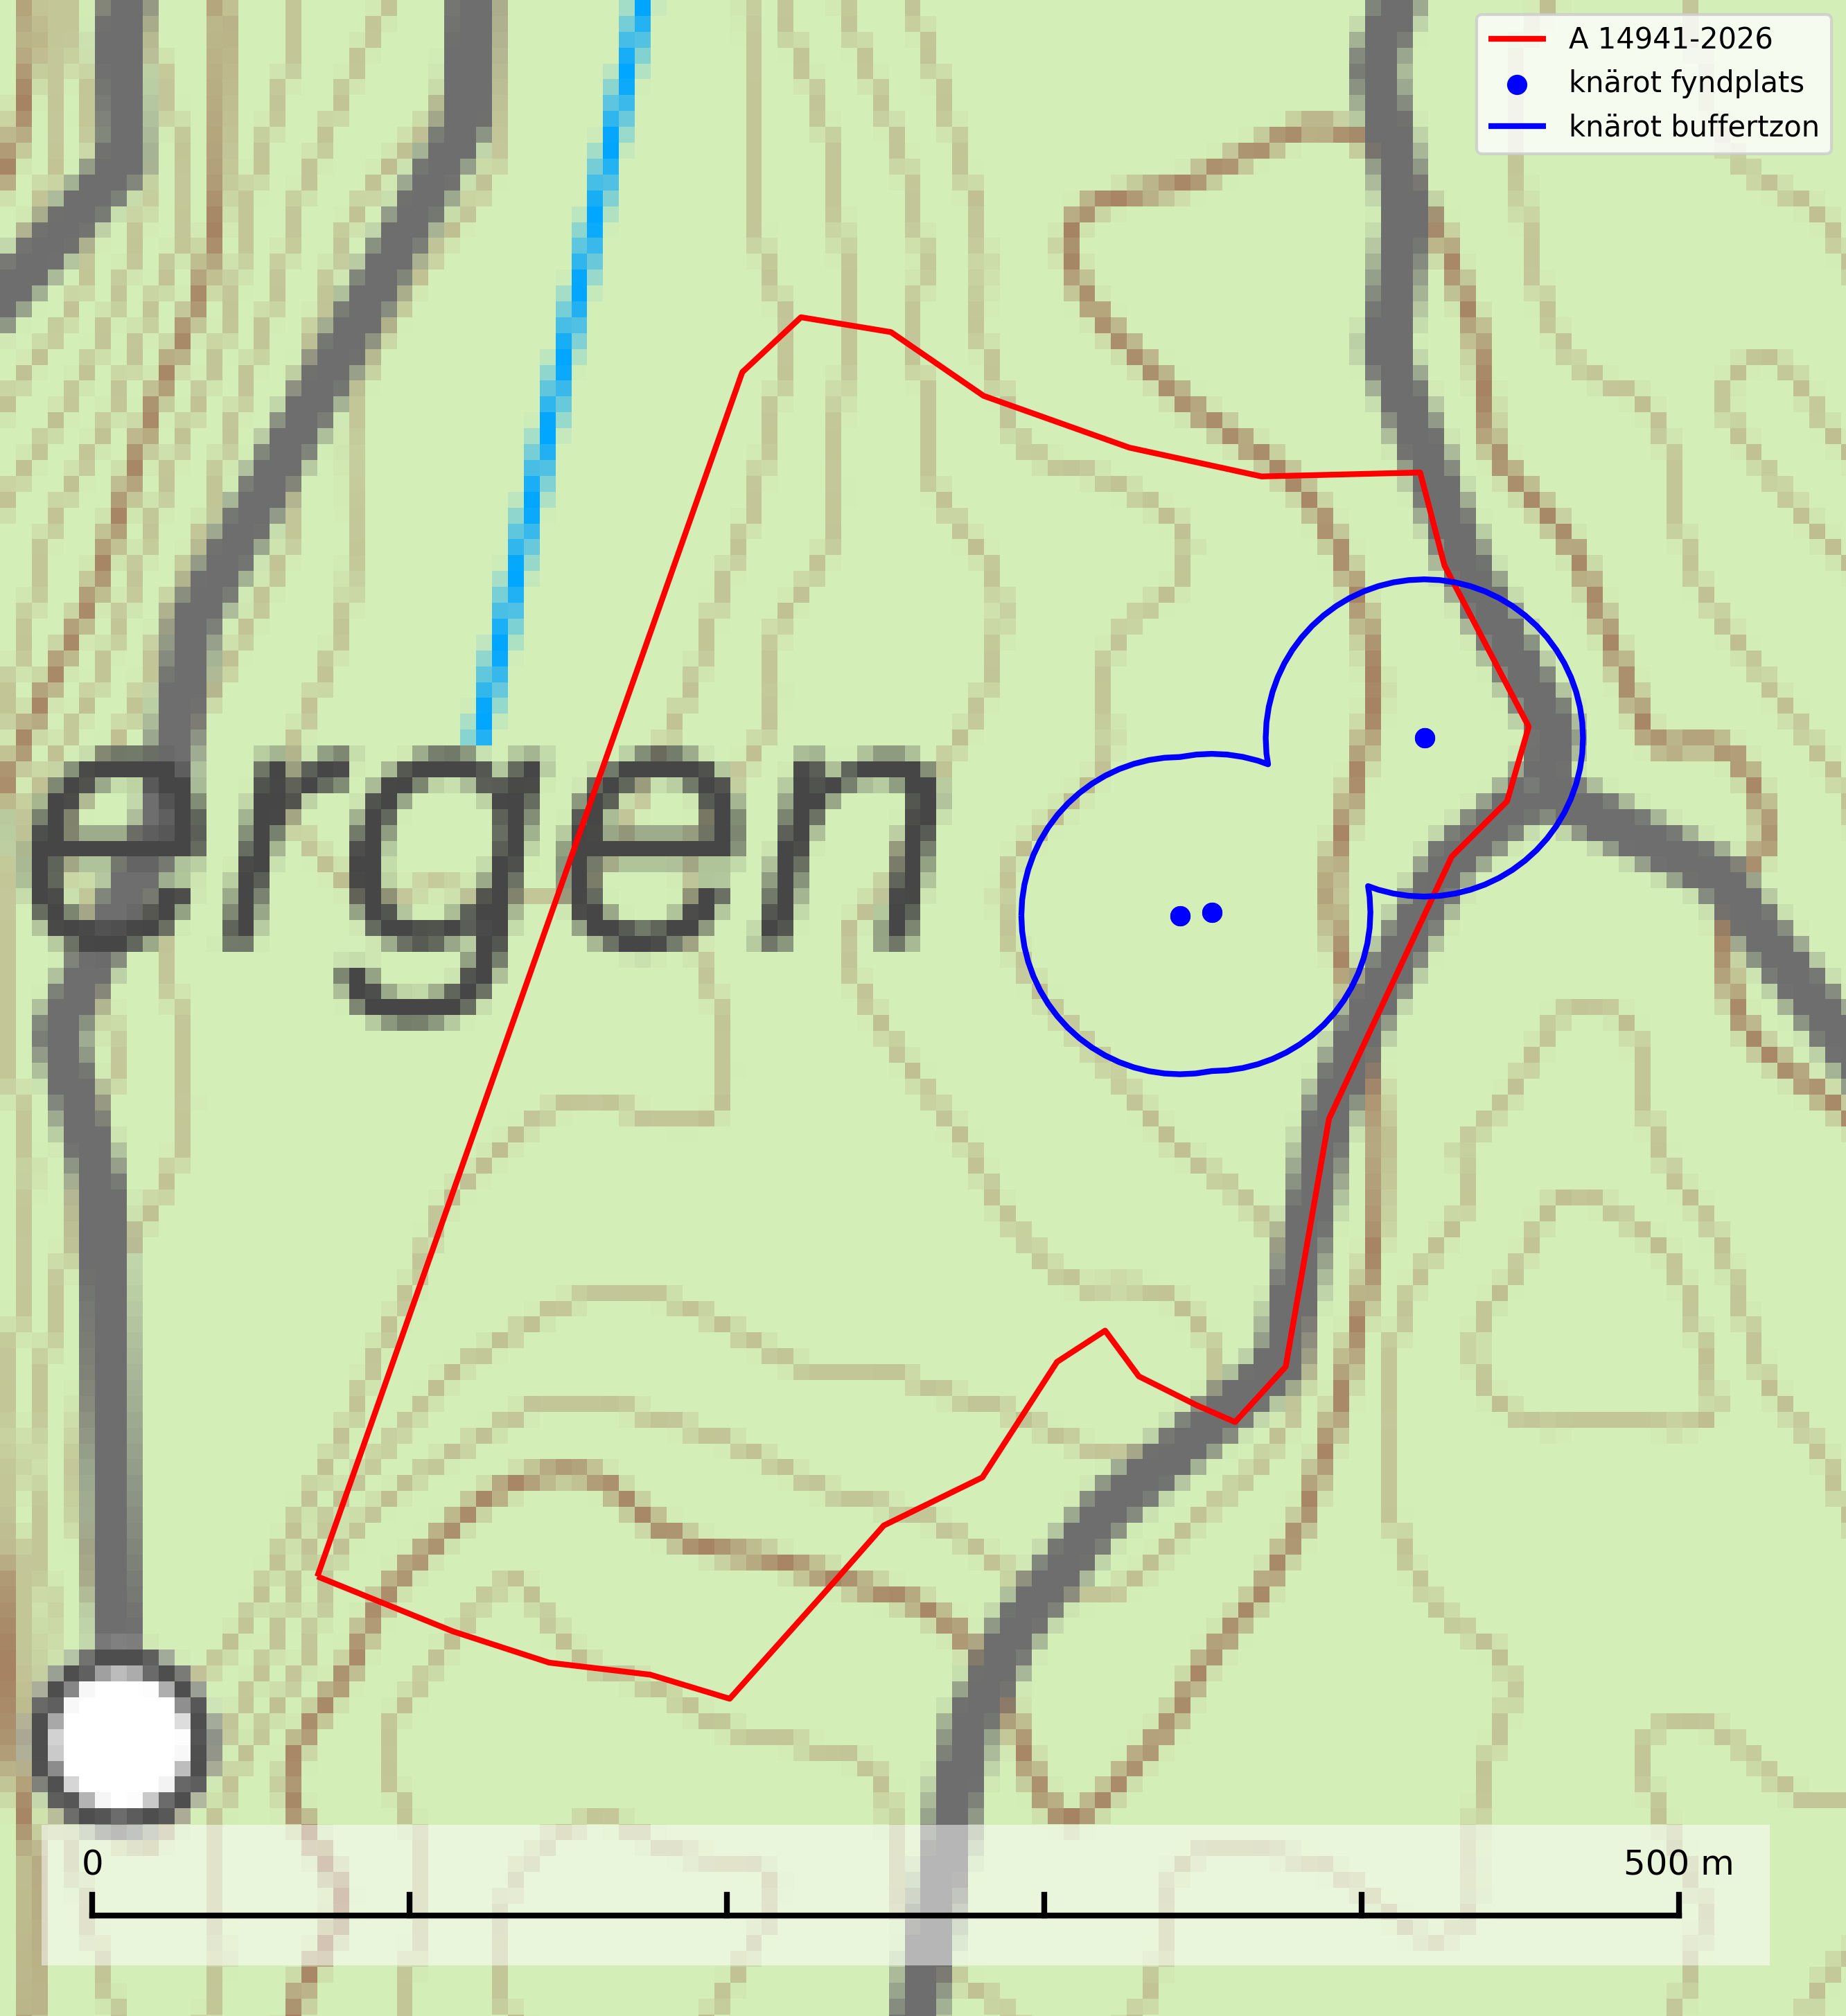 A 14941-2026
knärot fyndplats
knärot buffertzon
ergen
0 500 m